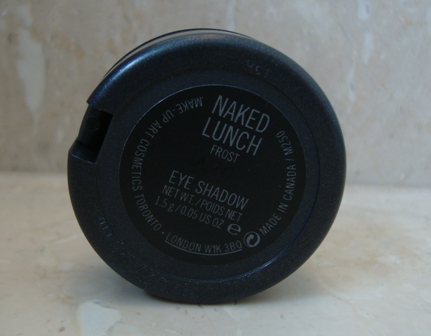 NAKED
LUNCH
FROST
EYE SHADOW
NET WT./POIDS NET
1.5 g / 0.05 US OZ e
MAKE-UP ART COSMETICS TORONTO · LONDON W1K 3BQ
MADE IN CANADA / M250